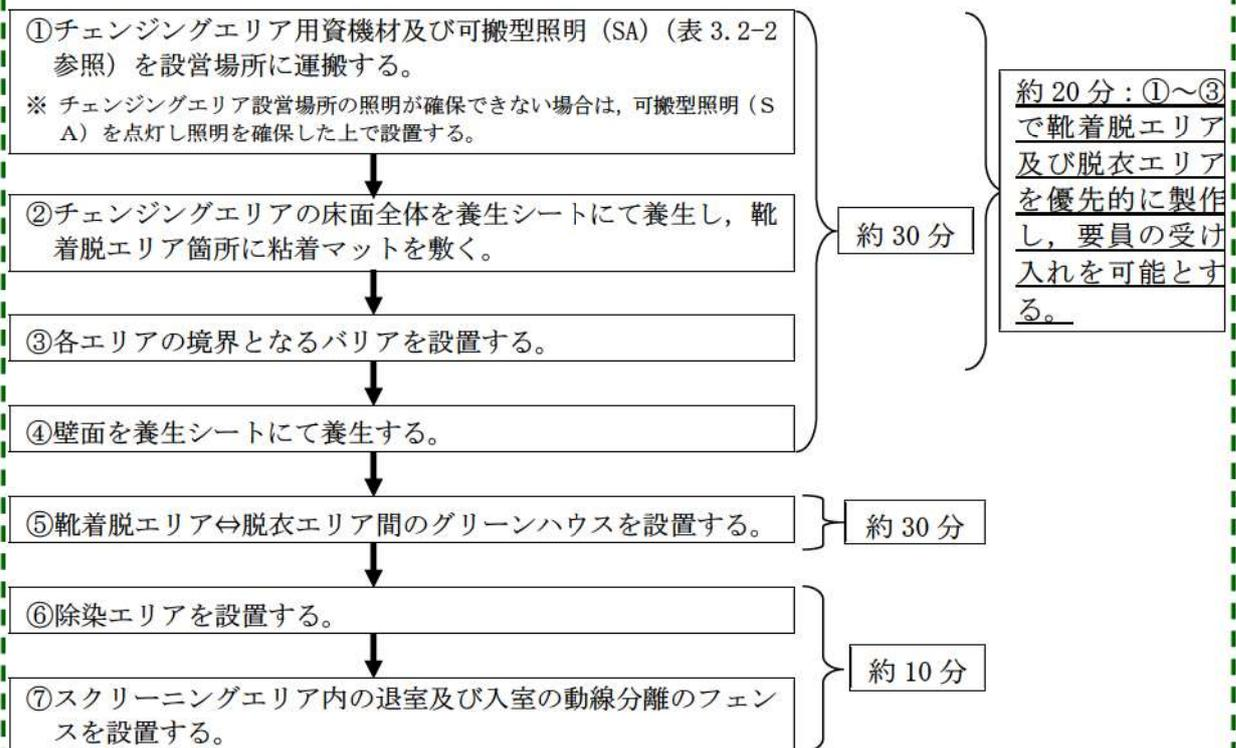 ①チェンジングエリア用資機材及び可搬型照明（SA）（表 3.2-2
参照）を設営場所に運搬する。
※ チェンジングエリア設営場所の照明が確保できない場合は，可搬型照明（Ｓ
Ａ）を点灯し照明を確保した上で設置する。
②チェンジングエリアの床面全体を養生シートにて養生し，靴
着脱エリア箇所に粘着マットを敷く。
③各エリアの境界となるバリアを設置する。
④壁面を養生シートにて養生する。
約 30 分
約 20 分：①～③
で靴着脱エリア
及び脱衣エリア
を優先的に製作
し，要員の受け
入れを可能とす
る。
⑤靴着脱エリア⇔脱衣エリア間のグリーンハウスを設置する。
約 30 分
⑥除染エリアを設置する。
⑦スクリーニングエリア内の退室及び入室の動線分離のフェン
スを設置する。
約 10 分